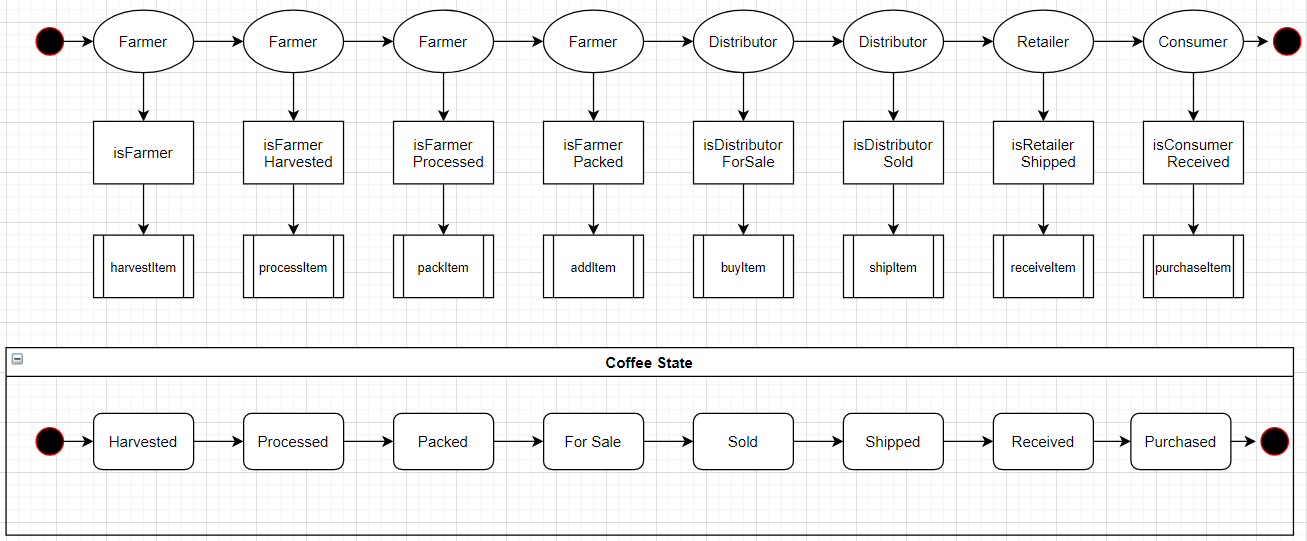 Farmer
Farmer
Farmer
Farmer
Distributor
Distributor
Retailer
Consumer
isFarmer
isFarmer
Harvested
isFarmer
Processed
isFarmer
Packed
isDistributor
ForSale
isDistributor
Sold
isRetailer
Shipped
isConsumer
Received
harvestItem
processItem
packItem
addItem
buyItem
shipItem
receiveItem
purchaseItem
Coffee State
Harvested
Processed
Packed
For Sale
Sold
Shipped
Received
Purchased